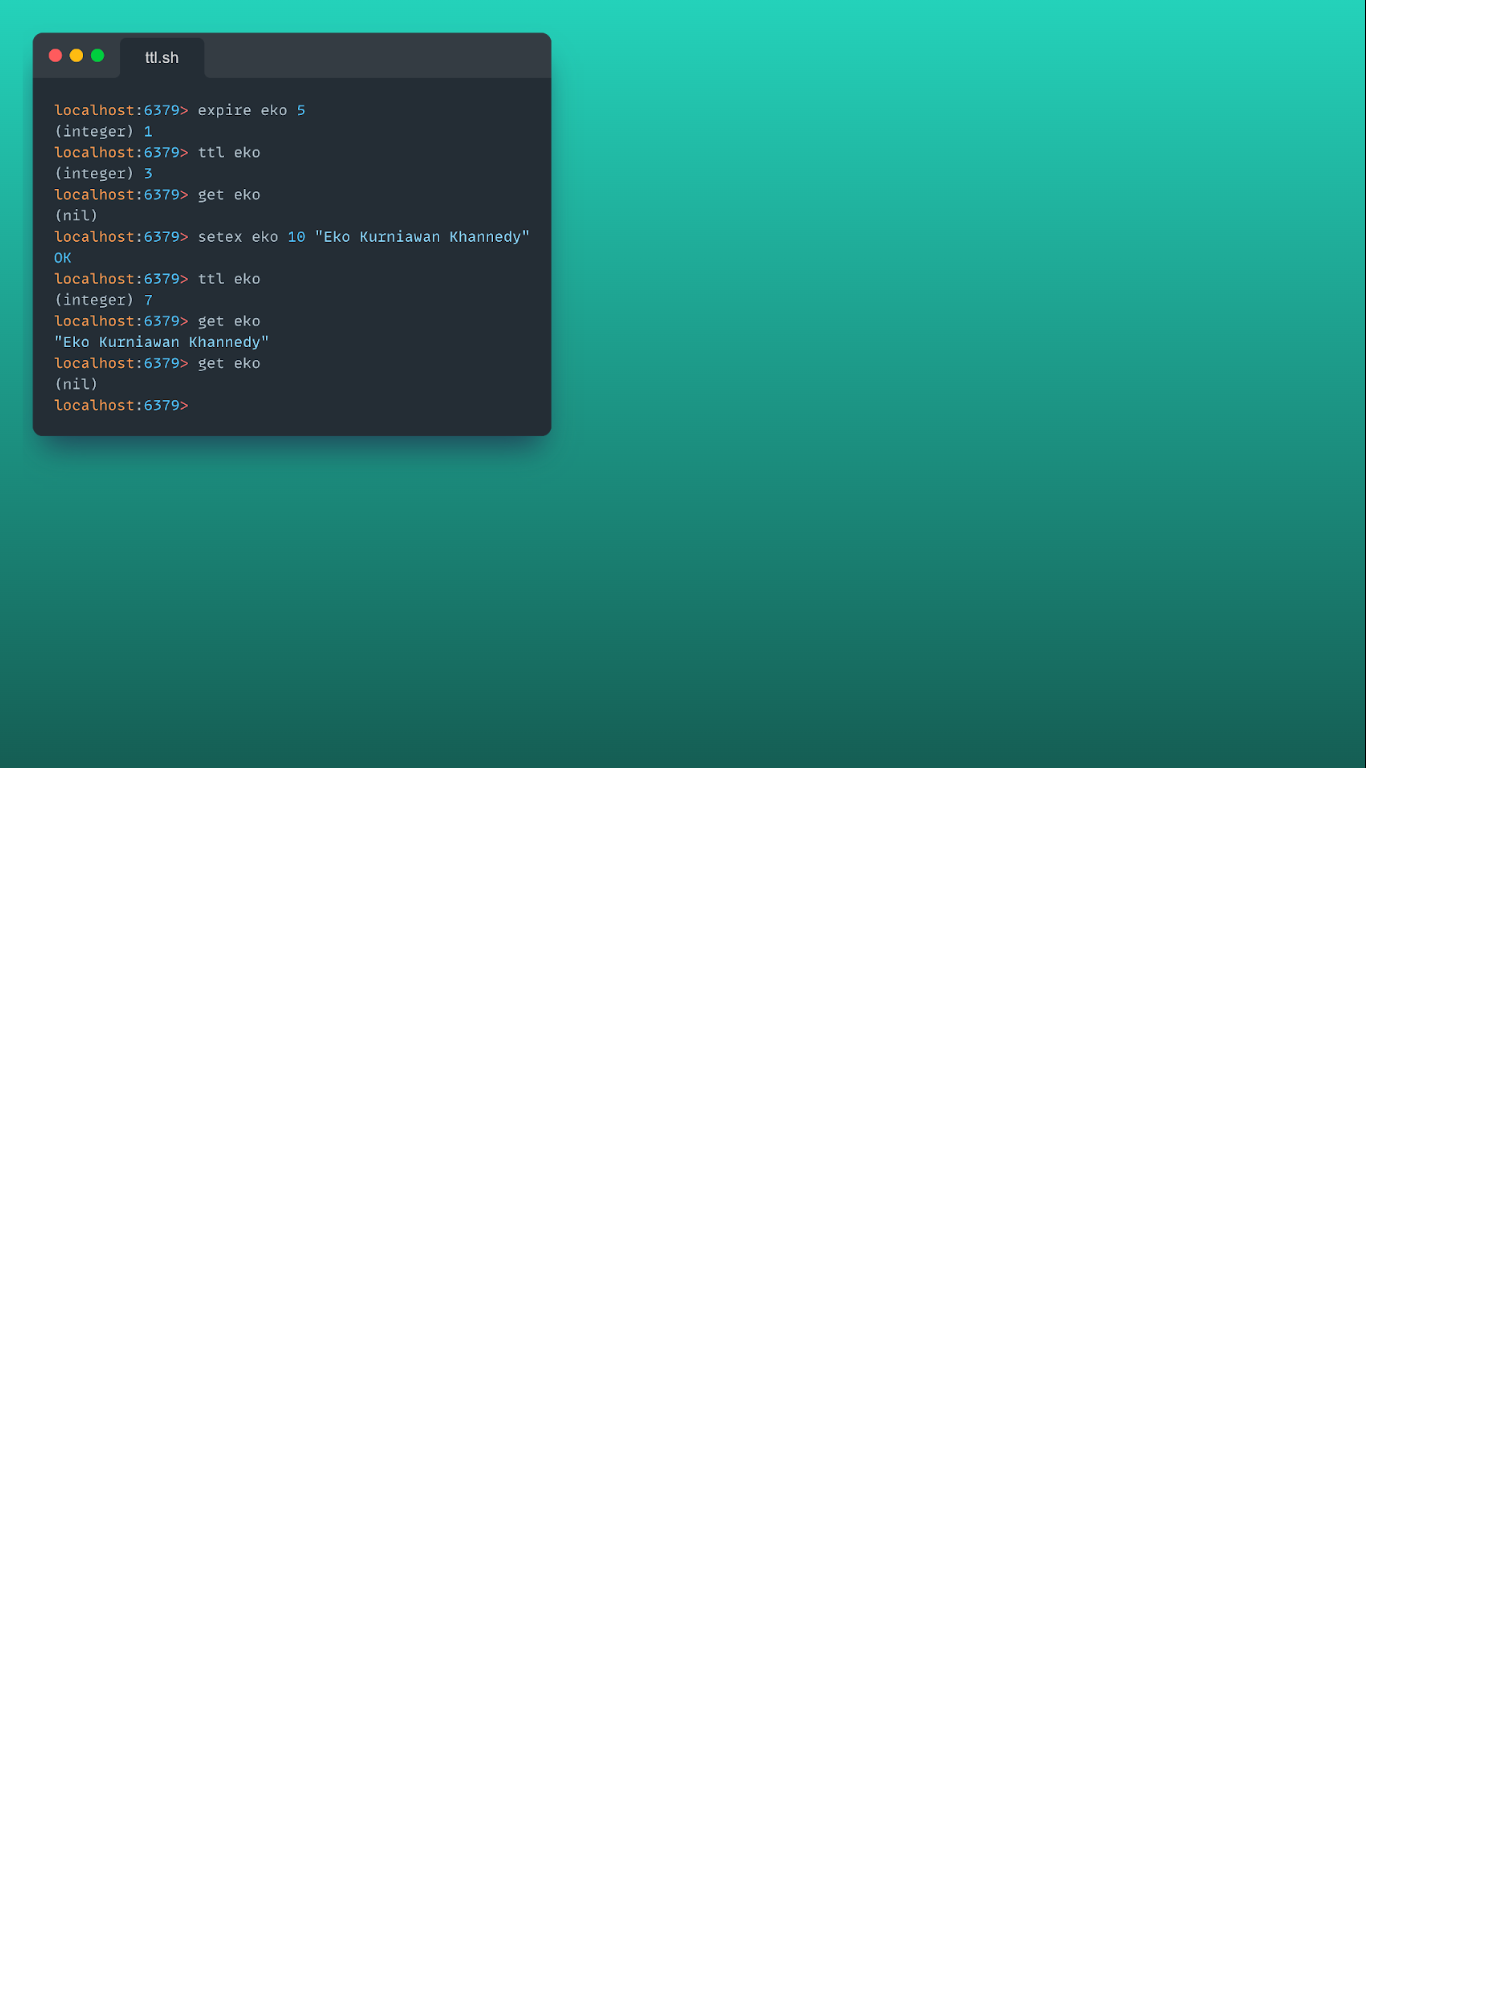 ttl.sh
localhost:6379> expire eko 5
(integer) 1
localhost:6379> ttl eko
(integer) 3
localhost:6379> get eko
(nil)
localhost:6379> setex eko 10 "Eko Kurniawan Khannedy"
OK
localhost:6379> ttl eko
(integer) 7
localhost:6379> get eko
"Eko Kurniawan Khannedy"
localhost:6379> get eko
(nil)
localhost:6379>